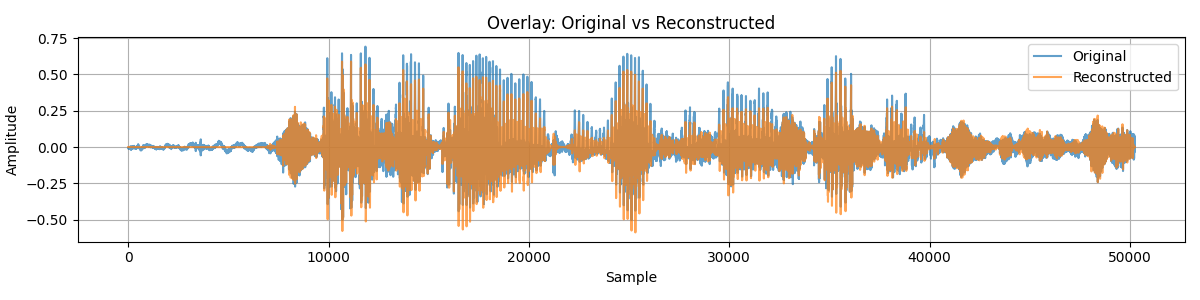 Overlay: Original vs Reconstructed
Amplitude
0.75
0.50
0.25
0.00
−0.25
−0.50
Original
Reconstructed
0
10000
20000
30000
40000
50000
Sample